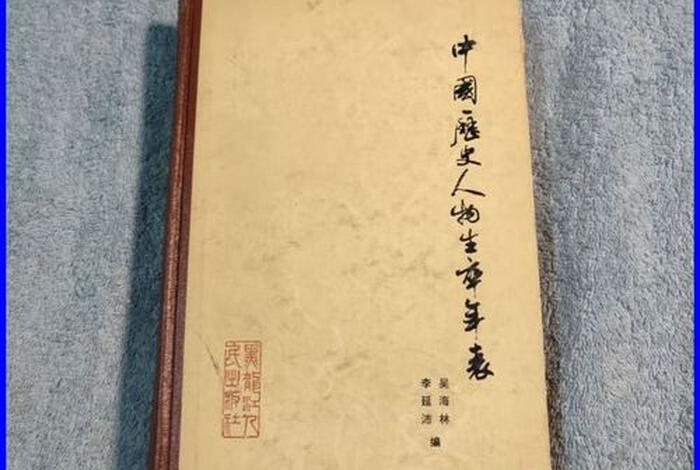 中國歷史人物生卒年表
吴海林
李延沛
编
黑龍江人
民出版社